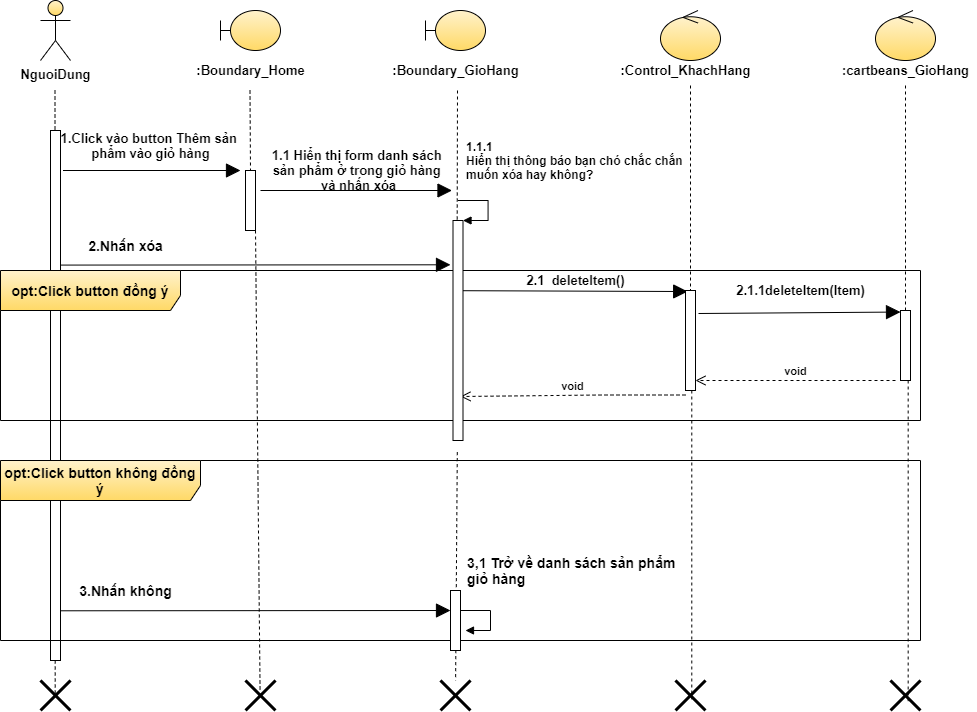 NguoiDung
:Boundary_Home
:Boundary_GioHang
:Control_KhachHang
:cartbeans_GioHang
1.Click vào button Thêm sản
phẩm vào giỏ hàng
1.1 Hiển thị form danh sách
sản phẩm ở trong giỏ hàng
và nhấn xóa
1.1.1
Hiển thị thông báo bạn chó chắc chắn
muốn xóa hay không?
2.Nhấn xóa
opt:Click button đồng ý
2.1 deleteItem()
2.1.1deleteItem(Item)
void
void
opt:Click button không đồng
ý
3,1 Trở về danh sách sản phẩm
giỏ hàng
3.Nhấn không